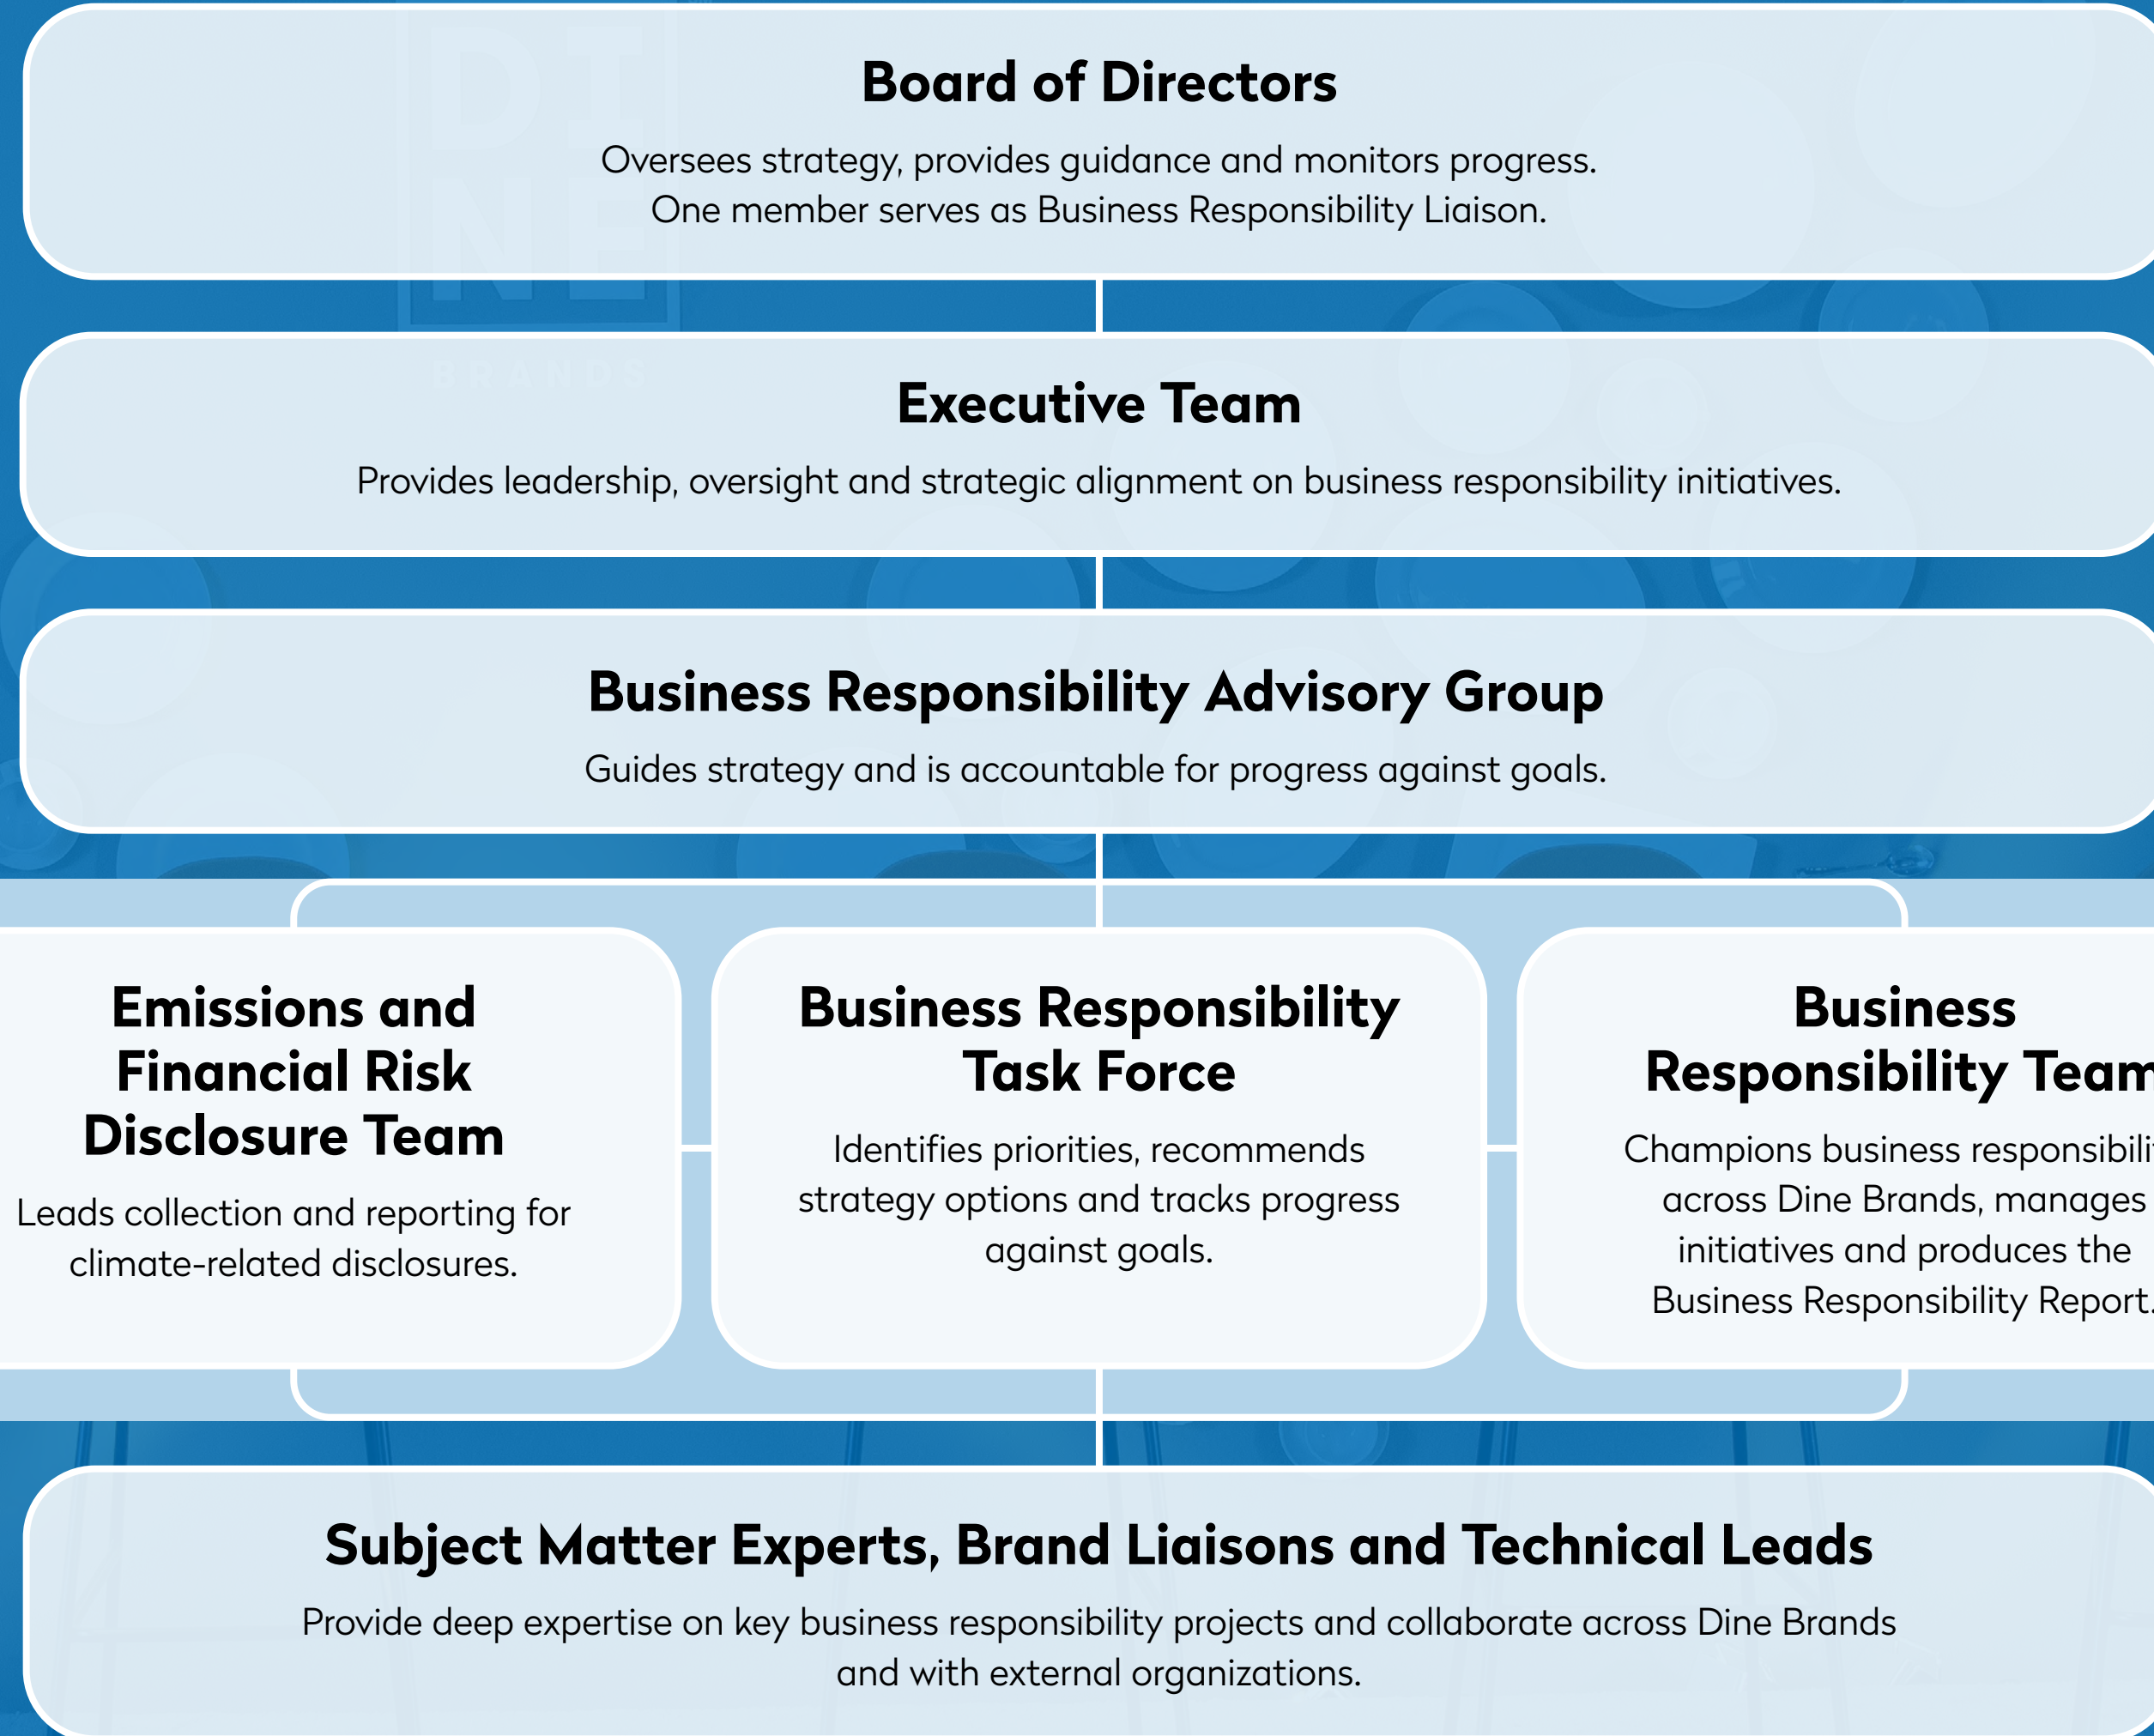 Board of Directors
Oversees strategy, provides guidance and monitors progress.
One member serves as Business Responsibility Liaison.
BRANDS
Executive Team
Provides leadership, oversight and strategic alignment on business responsibility initiatives.
Business Responsibility Advisory Group
Guides strategy and is accountable for progress against goals.
Emissions and
Financial Risk
Disclosure Team
Leads collection and reporting for
climate-related disclosures.
Business Responsibility
Task Force
Identifies priorities, recommends
strategy options and tracks progress
against goals.
Business
Responsibility Team
Champions business
across Dine Brands, manages
initiatives and produces the
Business Responsibility Report.
Subject Matter Experts, Brand Liaisons and Technical Leads
Provide deep expertise on key business responsibility projects and collaborate across Dine Brands
and with external organizations.